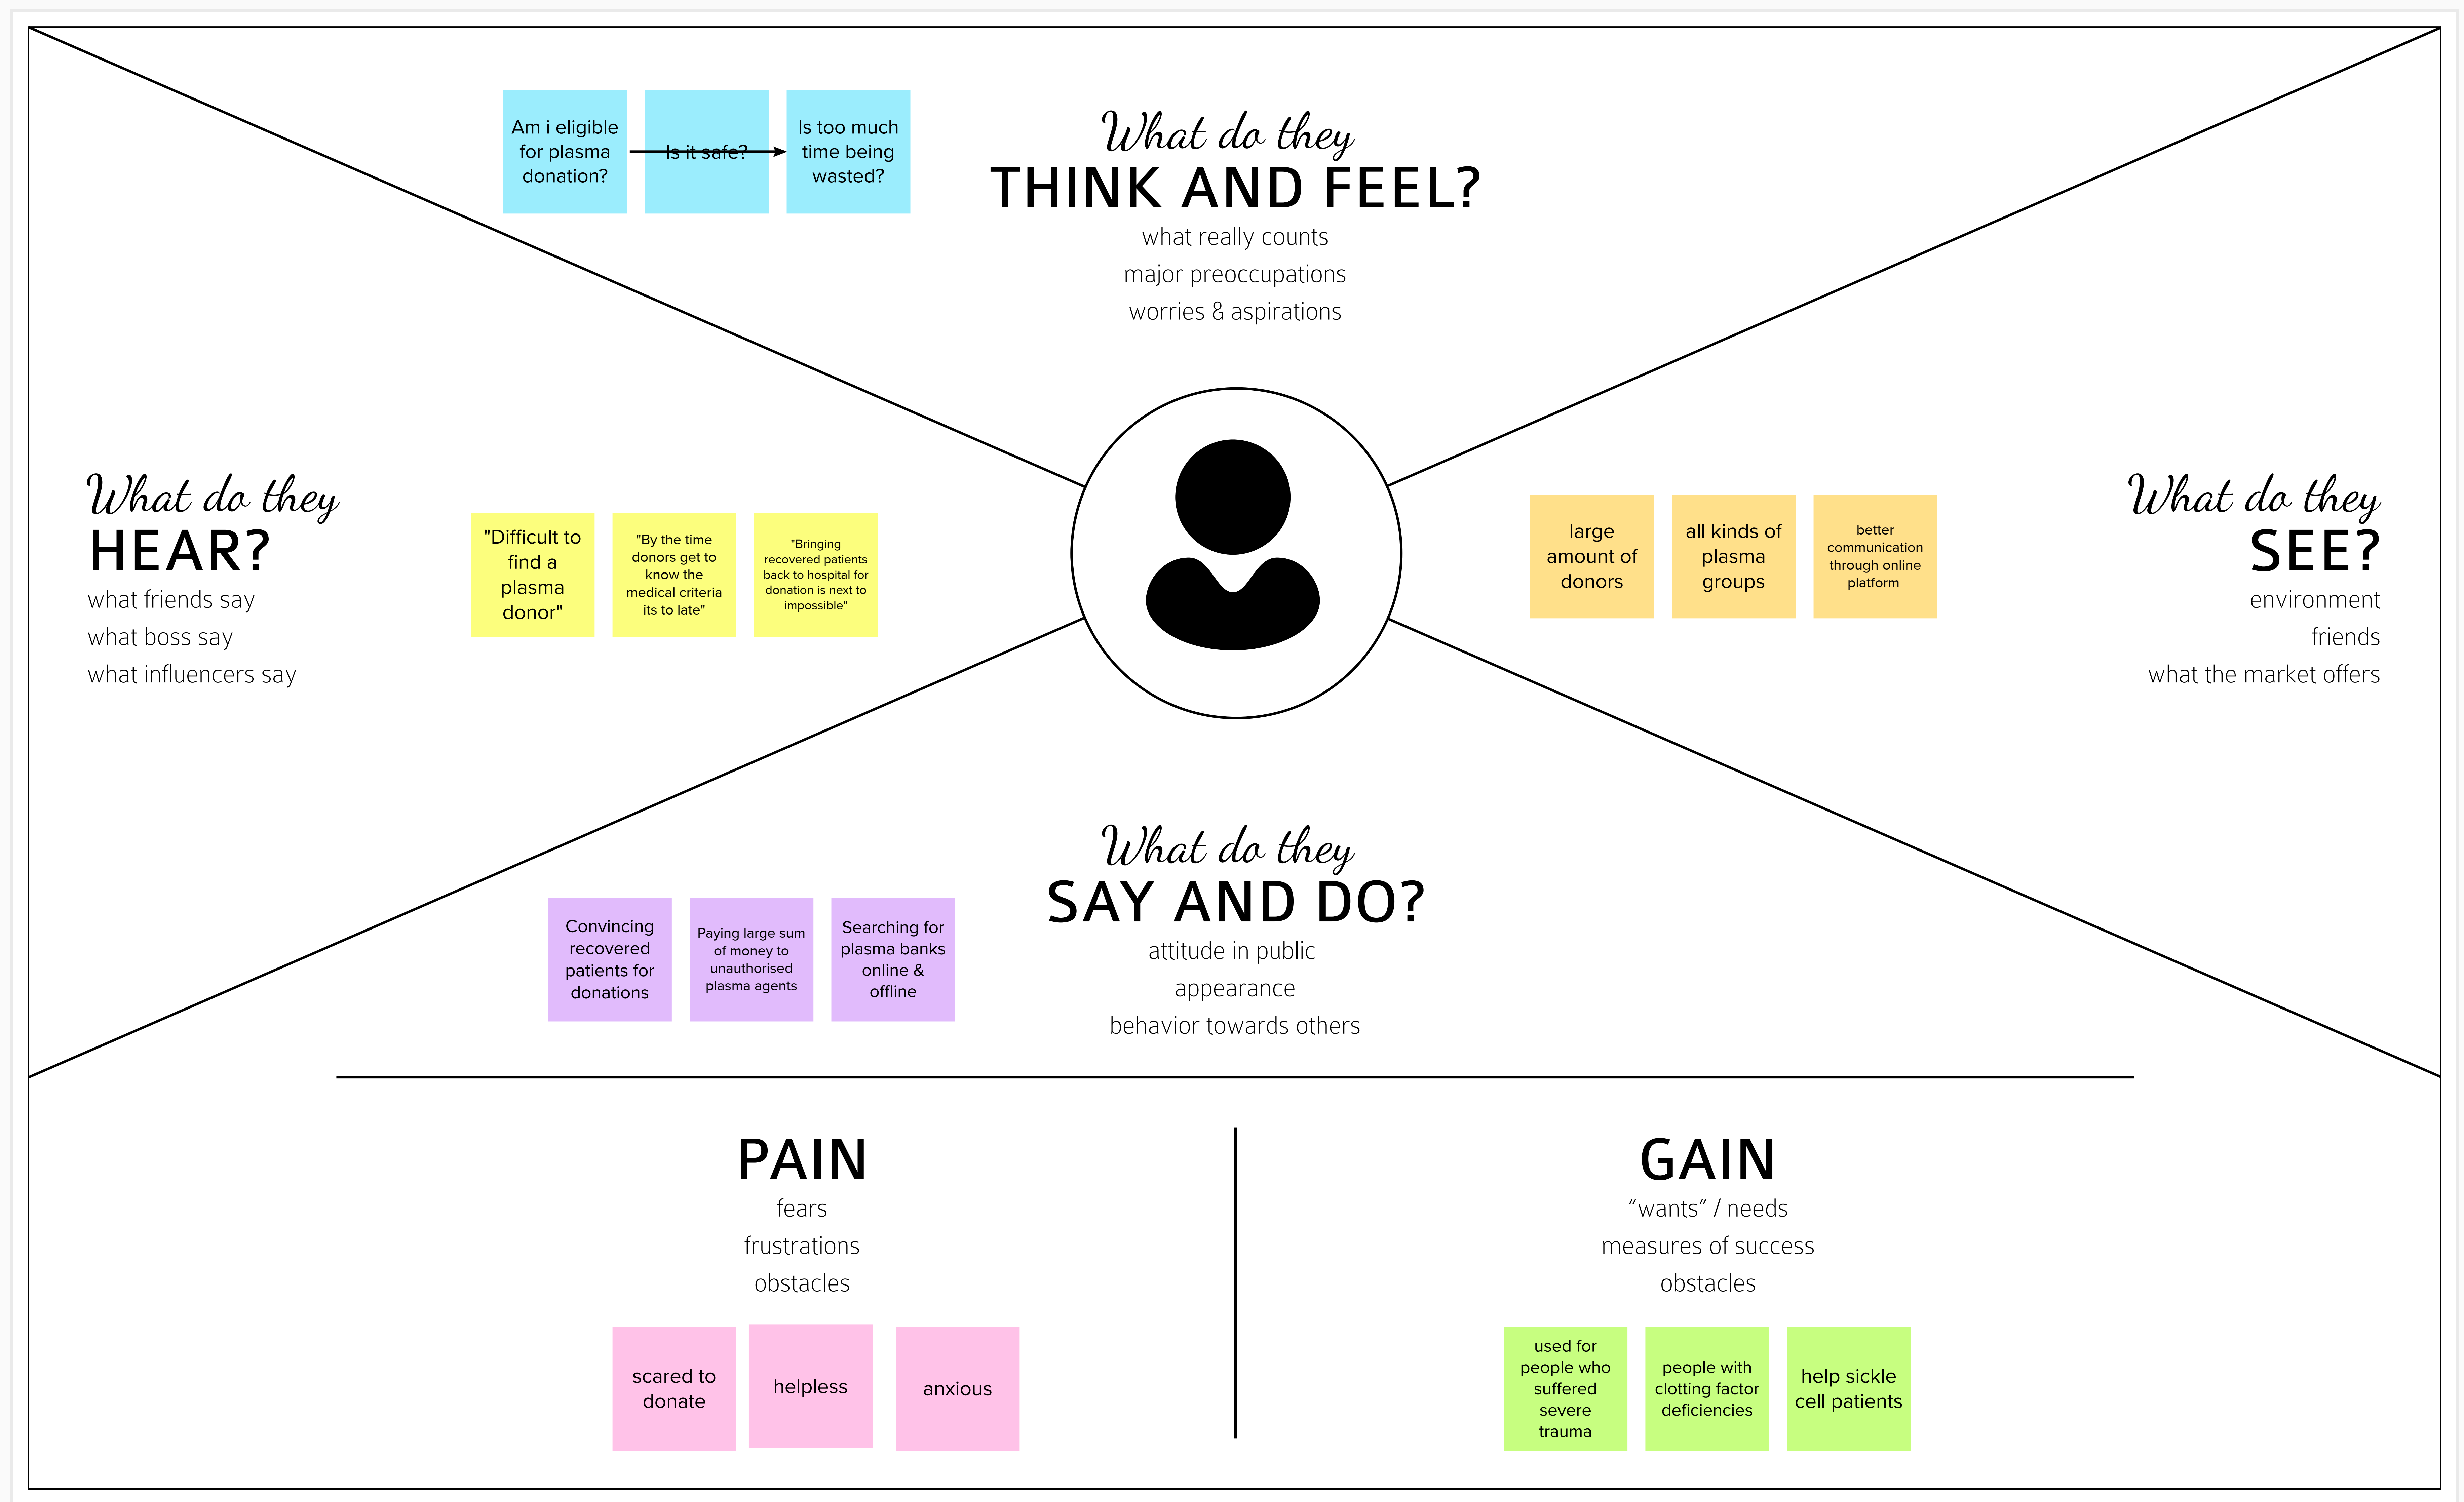 Am i eligible
for plasma
donation?
Is it safe?
Is too much
time being
wasted?
What do they
THINK AND FEEL?
what really counts
major preoccupations
worries & aspirations
What do they
HEAR?
what friends say
what boss say
what influencers say
"Difficult to
find a
plasma
donor"
"By the time
donors get to
know the
medical criteria
its to late"
"Bringing
recovered patients
back to hospital for
donation is next to
impossible"
large
amount of
donors
all kinds of
plasma
groups
better
communication
through online
platform
What do they
SEE?
environment
friends
what the market offers
Convincing
recovered
patients for
donations
Paying large sum
of money to
unauthorised
plasma agents
Searching for
plasma banks
online &
offline
What do they
SAY AND DO?
attitude in public
appearance
behavior towards others
PAIN
fears
frustrations
obstacles
scared to
donate
helpless
anxious
GAIN
“wants” / needs
measures of success
obstacles
used for
people who
suffered
severe
trauma
people with
clotting factor
deficiencies
help sickle
cell patients